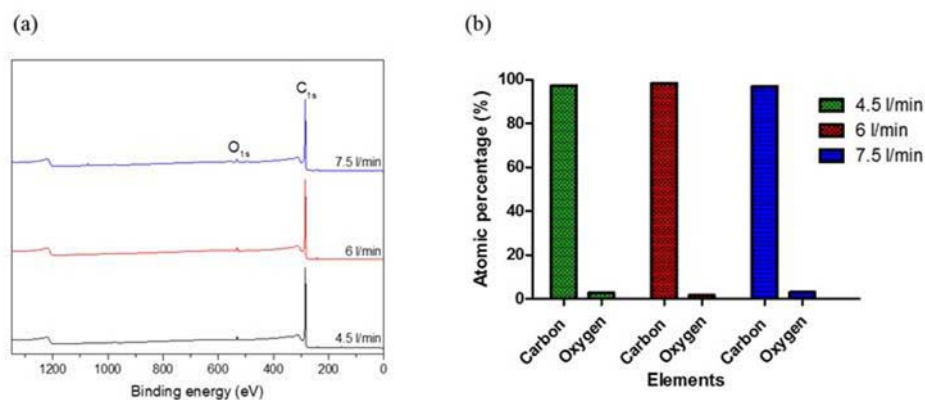 (a)
C1s
O1s
7.5 l/min
6 l/min
4.5 l/min
1200 1000 800 600 400 200 0
Binding energy (eV)
(b)
100
80
60
40
20
0
Atomic percentage (%)
4.5 l/min
6 l/min
7.5 l/min
Carbon Oxygen Carbon Oxygen Carbon Oxygen
Elements